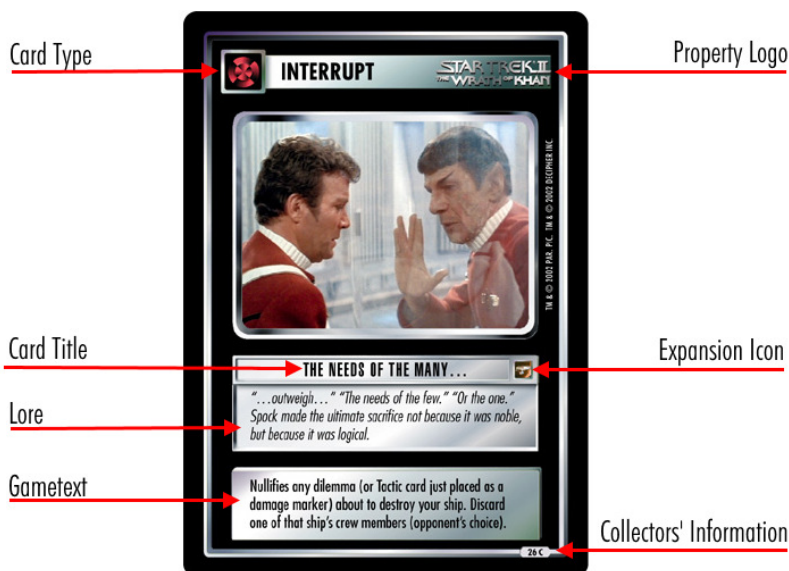 Card Type
INTERRUPT
STAR TREK II
THE WRATH OF KHAN
Property Logo
TM & © 2002 PAR. PIC. TM & © 2002 DECIPHER INC.
Card Title
THE NEEDS OF THE MANY...
Expansion Icon
Lore
"...outweigh..." "The needs of the few." "Or the one."
Spock made the ultimate sacrifice not because it was noble,
but because it was logical.
Gametext
Nullifies any dilemma (or Tactic card just placed as a
damage marker) about to destroy your ship. Discard
one of that ship's crew members (opponent's choice).
Collectors' Information
26 C